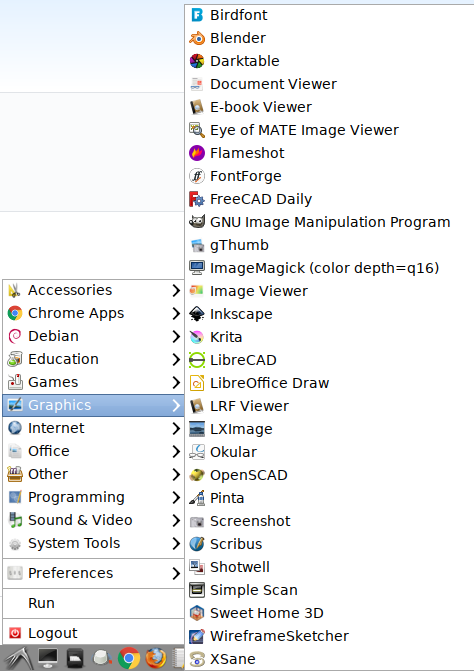 Birdfont
Blender
Darktable
Document Viewer
E-book Viewer
Eye of MATE Image Viewer
Flameshot
FontForge
FreeCAD Daily
GNU Image Manipulation Program
gThumb
ImageMagick (color depth=q16)
Image Viewer
Inkscape
Krita
LibreCAD
LibreOffice Draw
LRF Viewer
LXImage
Okular
OpenSCAD
Pinta
Screenshot
Scribus
Shotwell
Simple Scan
Sweet Home 3D
WireframeSketcher
XSane
Accessories
Chrome Apps
Debian
Education
Games
Graphics
Internet
Office
Other
Programming
Sound & Video
System Tools
Preferences
Run
Logout